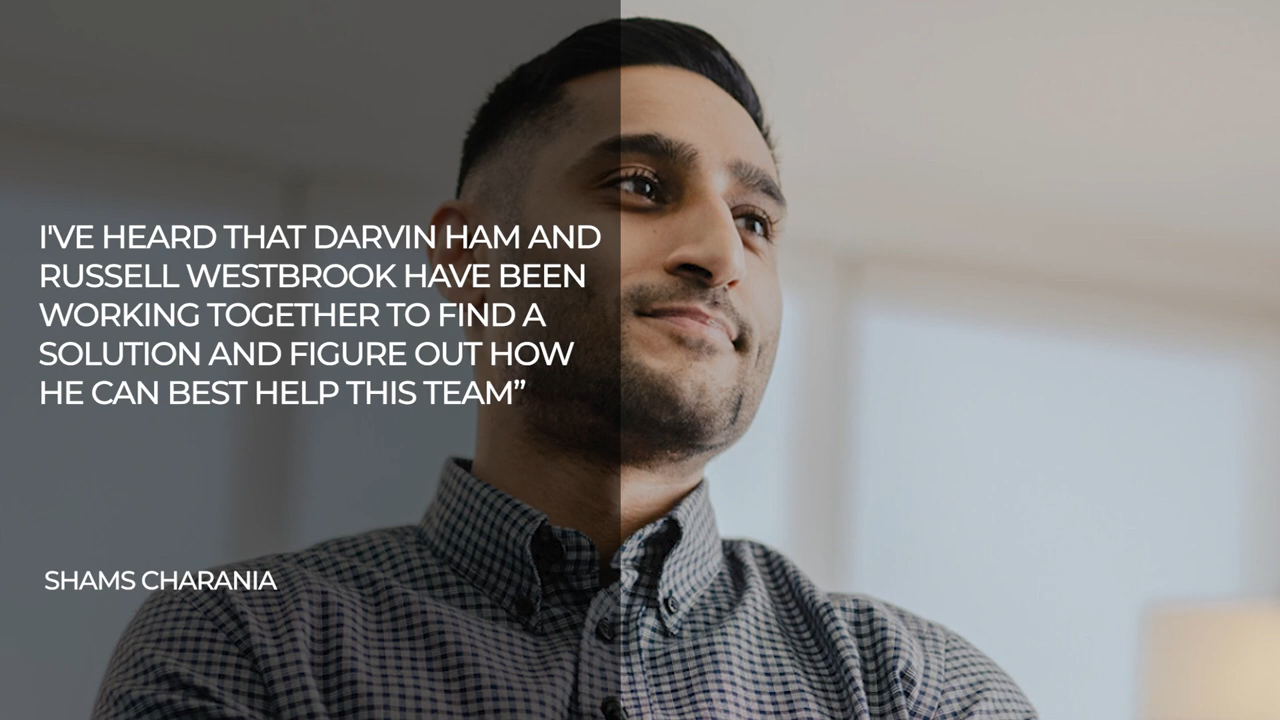 I'VE HEARD THAT DARVIN HAM AND
RUSSELL WESTBROOK HAVE BEEN
WORKING TOGETHER TO FIND A
SOLUTION AND FIGURE OUT HOW
HE CAN BEST HELP THIS TEAM”
SHAMS CHARANIA